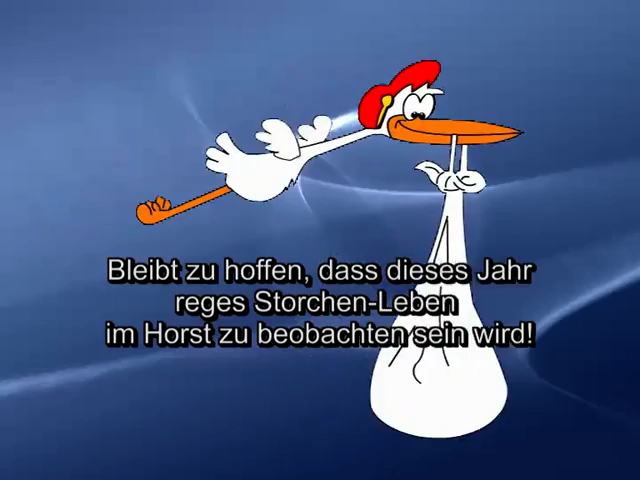 Bleibt zu hoffen, dass dieses Jahr
reges Storchen-Leben
im Horst zu beobachten sein wird!